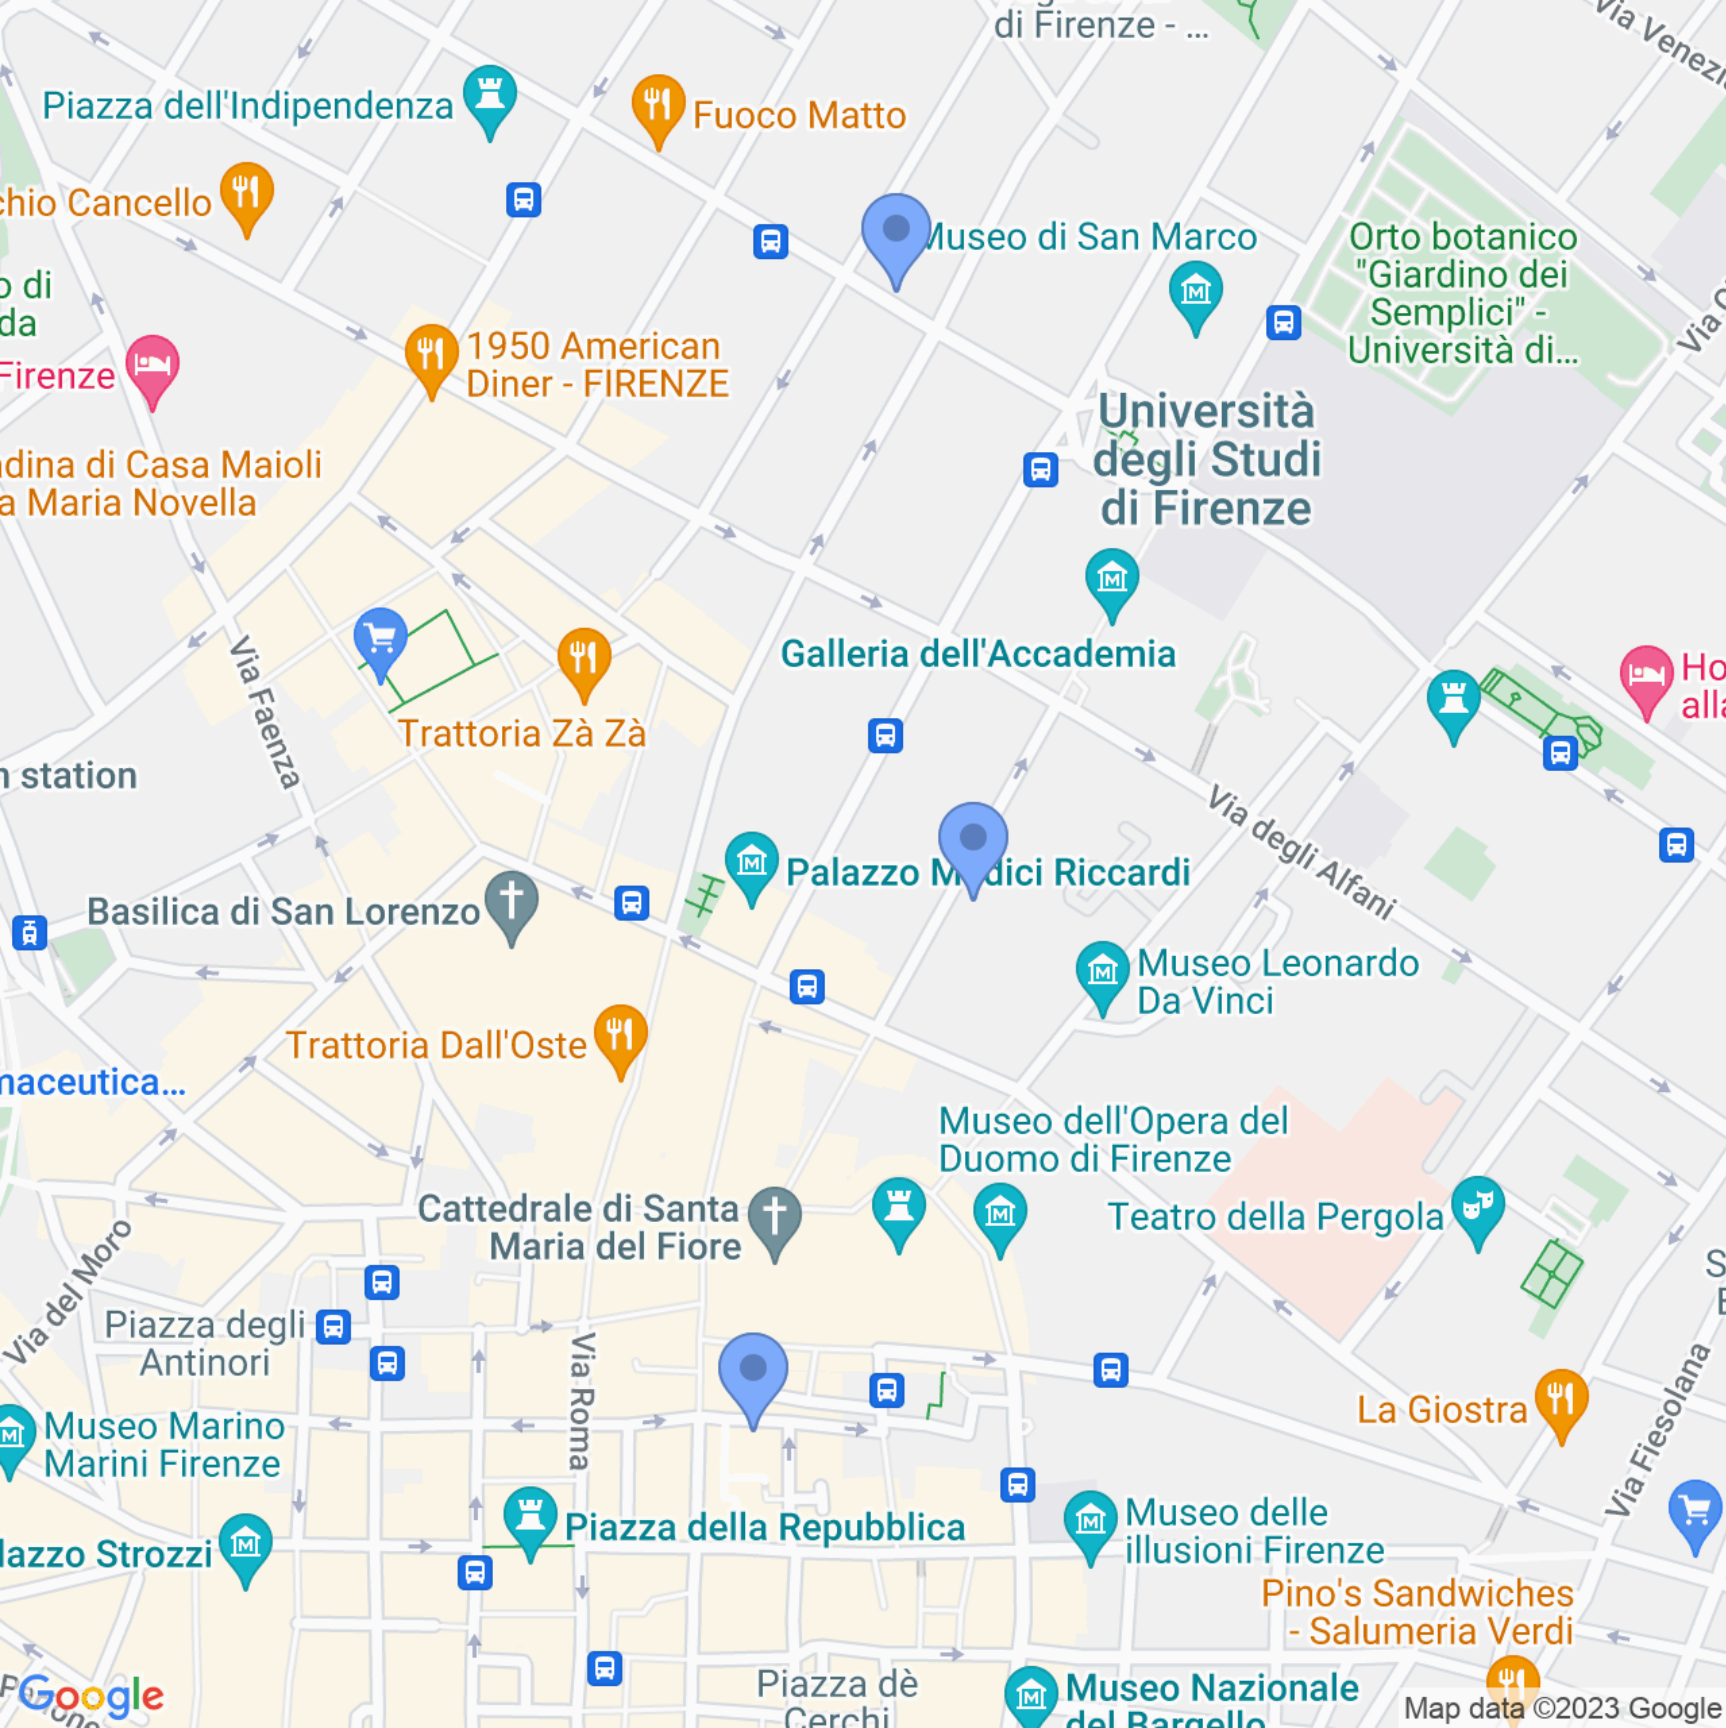 di Firenze - ...
Via Venezi
Piazza dell'Indipendenza
Fuoco Matto
chio Cancello
Museo di San Marco
Orto botanico
"Giardino dei
Semplici" -
Università di...
o di
da
Firenze
1950 American
Diner - FIRENZE
Università
degli Studi
di Firenze
adina di Casa Maioli
a Maria Novella
Via Faenza
Galleria dell'Accademia
Ho
alla
Trattoria Zà Zà
n station
Via degli Alfani
Palazzo Medici Riccardi
Basilica di San Lorenzo
Museo Leonardo
Da Vinci
Trattoria Dall'Oste
maceutica...
Museo dell'Opera del
Duomo di Firenze
Cattedrale di Santa
Maria del Fiore
Teatro della Pergola
Via del Moro
Piazza degli
Antinori
Via Roma
La Giostra
Via Fiesolana
Museo Marino
Marini Firenze
Piazza della Repubblica
Museo delle
illusioni Firenze
lazzo Strozzi
Pino's Sandwiches
- Salumeria Verdi
Piazza dè
Cerchi
Museo Nazionale
del Bargello
Google
Map data ©2023 Google